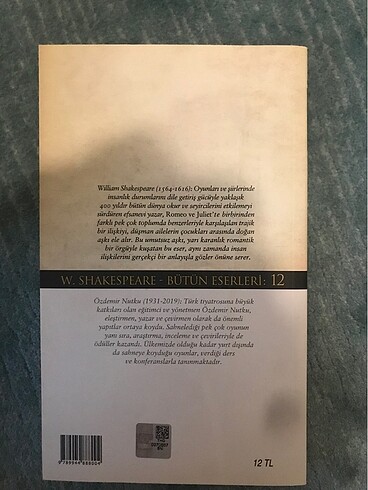 William Shakespeare (1564-1616): Oyunları ve şiirlerinde
insanlık durumlarını dile getiriş gücüyle yaklaşık
400 yıldır bütün dünya okur ve seyircilerini etkilemeyi
sürdüren efsanevi yazar, Romeo ve Juliet'te birbirinden
farklı pek çok toplumda benzerleriyle karşılaşılan trajik
bir ilişkiyi, düşman ailelerin çocukları arasında doğan
aşkı ele alır. Bu umutsuz aşkı, yarı karanlık romantik
bir örgüyle kuşatan bu eser, aynı zamanda insan
ilişkilerini gerçekçi bir anlayışla gözler önüne serer.
W. SHAKESPEARE - BÜTÜN ESERLERİ: 12
Özdemir Nutku (1931-2019): Türk tiyatrosuna büyük
katkıları olan eğitimci ve yönetmen Özdemir Nutku,
eleştirmen, yazar ve çevirmen olarak da önemli
yapıtlar ortaya koydu. Sahnelediği pek çok oyunun
yanı sıra, araştırma, inceleme ve çevirileriyle de
ödüller kazandı. Ülkemizde olduğu kadar yurt dışında
da sahneye koyduğu oyunlar, verdiği ders
ve konferanslarla tanınmaktadır.
9789944888004
12 TL